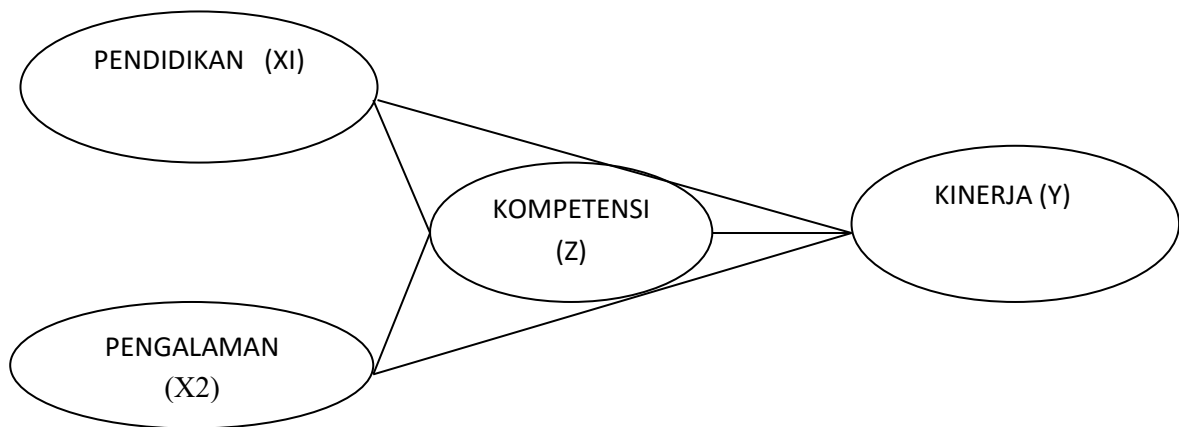 PENDIDIKAN (XI)
KOMPETENSI
(Z)
KINERJA (Y)
PENGALAMAN
(X2)